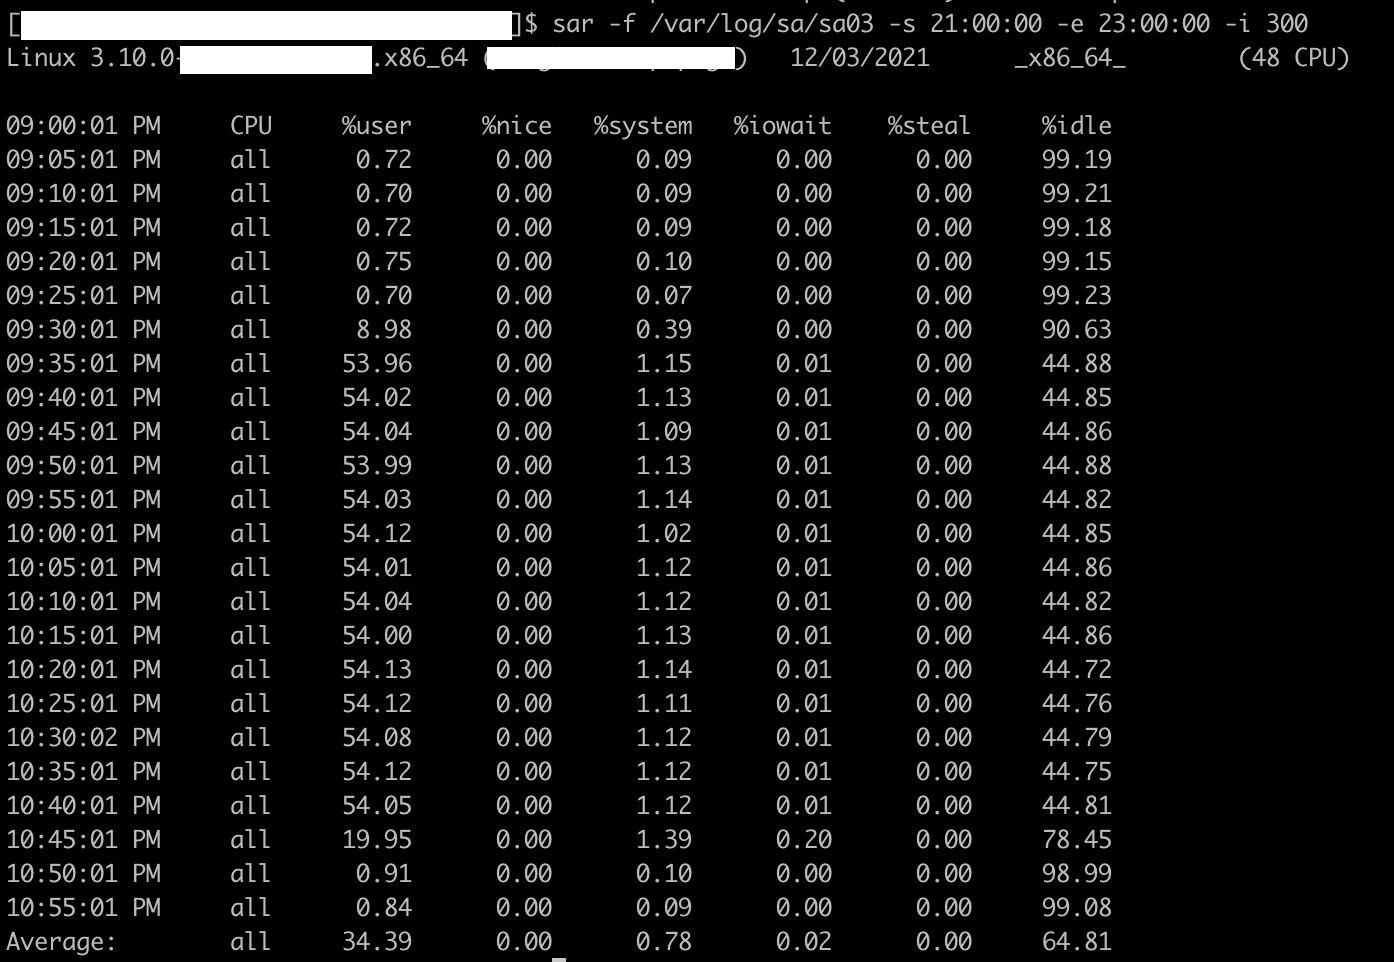 [ ]$ sar -f /var/log/sa/sa03 -s 21:00:00 -e 23:00:00 -i 300
Linux 3.10.0- .x86_64 ( ) 12/03/2021 _x86_64_ (48 CPU)
09:00:01 PM CPU %user %nice %system %iowait %steal %idle
09:05:01 PM all 0.72 0.00 0.09 0.00 0.00 99.19
09:10:01 PM all 0.70 0.00 0.09 0.00 0.00 99.21
09:15:01 PM all 0.72 0.00 0.09 0.00 0.00 99.18
09:20:01 PM all 0.75 0.00 0.10 0.00 0.00 99.15
09:25:01 PM all 0.70 0.00 0.07 0.00 0.00 99.23
09:30:01 PM all 8.98 0.00 0.39 0.00 0.00 90.63
09:35:01 PM all 53.96 0.00 1.15 0.01 0.00 44.88
09:40:01 PM all 54.02 0.00 1.13 0.01 0.00 44.85
09:45:01 PM all 54.04 0.00 1.09 0.01 0.00 44.86
09:50:01 PM all 53.99 0.00 1.13 0.01 0.00 44.88
09:55:01 PM all 54.03 0.00 1.14 0.01 0.00 44.82
10:00:01 PM all 54.12 0.00 1.02 0.01 0.00 44.85
10:05:01 PM all 54.01 0.00 1.12 0.01 0.00 44.86
10:10:01 PM all 54.04 0.00 1.12 0.01 0.00 44.82
10:15:01 PM all 54.00 0.00 1.13 0.01 0.00 44.86
10:20:01 PM all 54.13 0.00 1.14 0.01 0.00 44.72
10:25:01 PM all 54.12 0.00 1.11 0.01 0.00 44.76
10:30:02 PM all 54.08 0.00 1.12 0.01 0.00 44.79
10:35:01 PM all 54.12 0.00 1.12 0.01 0.00 44.75
10:40:01 PM all 54.05 0.00 1.12 0.01 0.00 44.81
10:45:01 PM all 19.95 0.00 1.39 0.20 0.00 78.45
10:50:01 PM all 0.91 0.00 0.10 0.00 0.00 98.99
10:55:01 PM all 0.84 0.00 0.09 0.00 0.00 99.08
Average: all 34.39 0.00 0.78 0.02 0.00 64.81